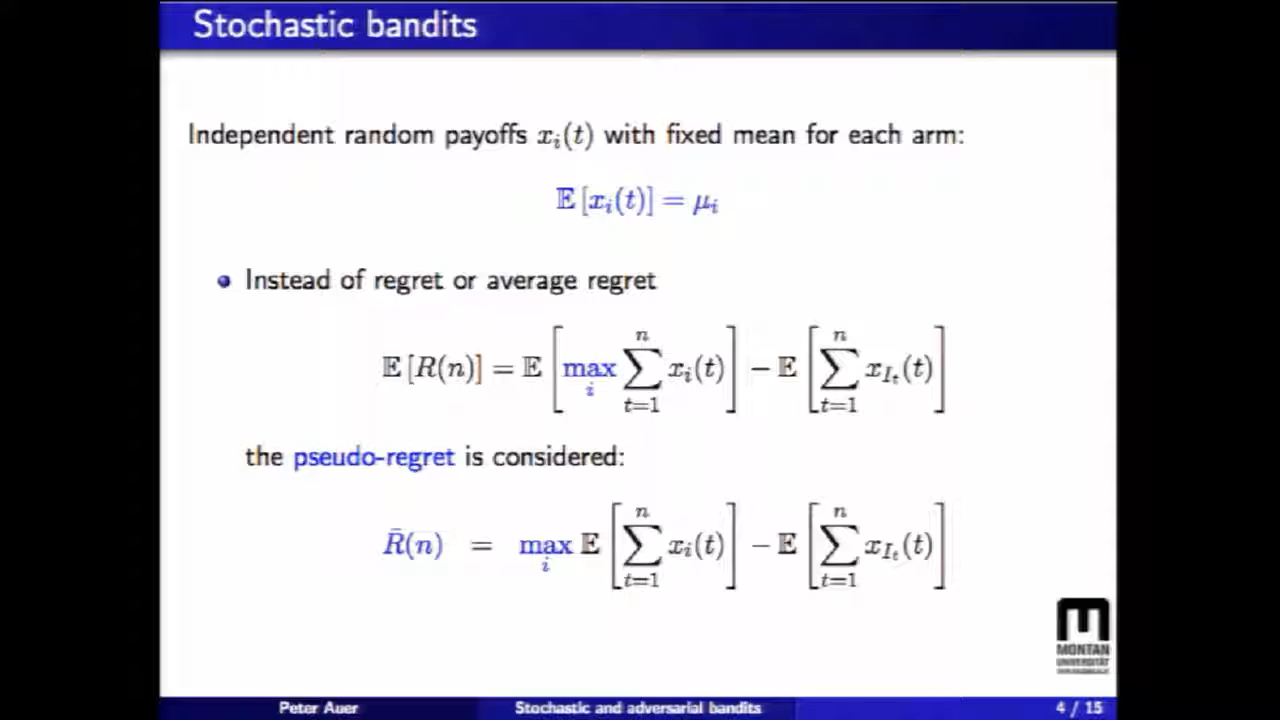 Stochastic bandits
Independent random payoffs x_i(t) with fixed mean for each arm:
𝔼 [x_i(t)] = μ_i
• Instead of regret or average regret
𝔼 [R(n)] = 𝔼 [max_i ∑_{t=1}^{n} x_i(t)] − 𝔼 [∑_{t=1}^{n} x_{I_t}(t)]
the pseudo-regret is considered:
R̄(n) = max_i 𝔼 [∑_{t=1}^{n} x_i(t)] − 𝔼 [∑_{t=1}^{n} x_{I_t}(t)]
MONTAN
UNIVERSITÄT
Peter Auer Stochastic and adversarial bandits 4 / 15